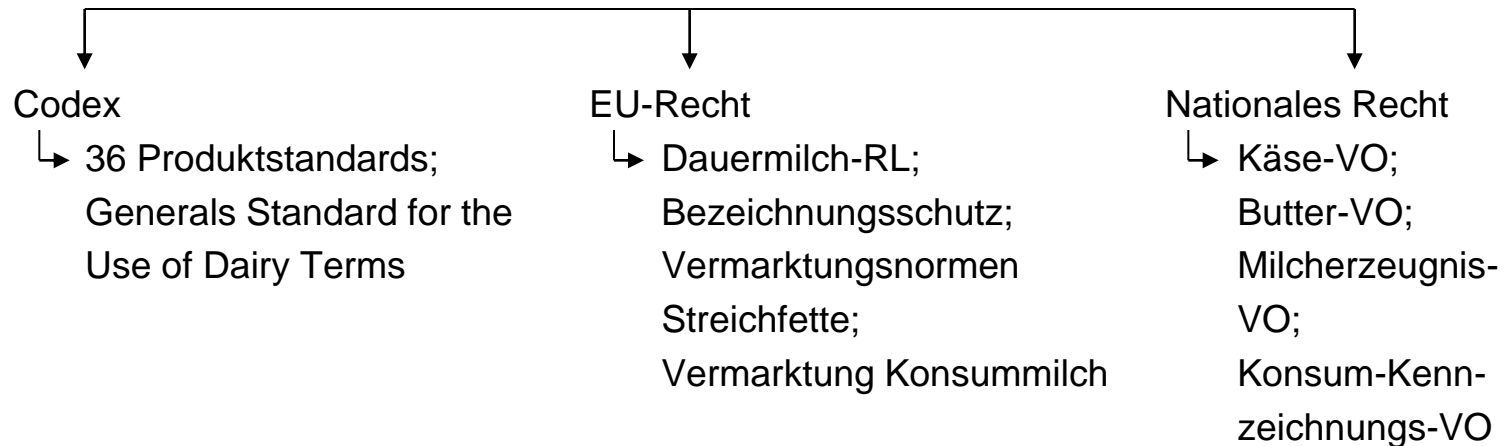 Codex
36 Produktstandards;
Generals Standard for the
Use of Dairy Terms
EU-Recht
Dauermilch-RL;
Bezeichnungsschutz;
Vermarktungsnormen
Streichfette;
Vermarktung Konsummilch
Nationales Recht
Käse-VO;
Butter-VO;
Milcherzeugnis-
VO;
Konsum-Kenn-
zeichnungs-VO